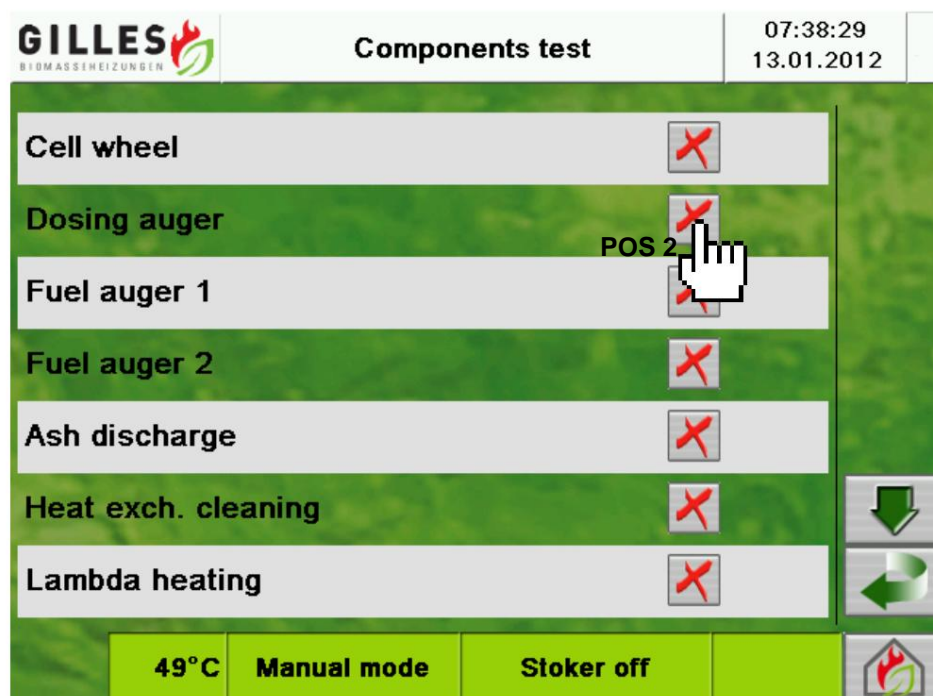 GILLES
BIOMASSEHEIZUNGEN
Components test
07:38:29
13.01.2012
Cell wheel
Dosing auger
POS 2
Fuel auger 1
Fuel auger 2
Ash discharge
Heat exch. cleaning
Lambda heating
49°C Manual mode Stoker off